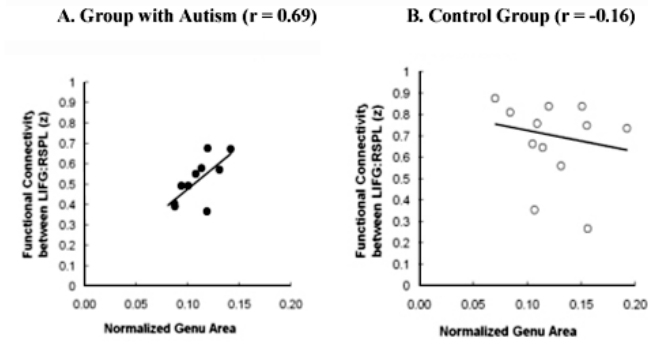 A. Group with Autism (r = 0.69)
B. Control Group (r = -0.16)
Functional Connectivity
between LIFG:RSPL (z)
1
0.9
0.8
0.7
0.6
0.5
0.4
0.3
0.2
0.1
0
0.00 0.05 0.10 0.15 0.20
Normalized Genu Area
Functional Connectivity
between LIFG:RSPL (z)
1
0.9
0.8
0.7
0.6
0.5
0.4
0.3
0.2
0.1
0
0.00 0.05 0.10 0.15 0.20
Normalized Genu Area